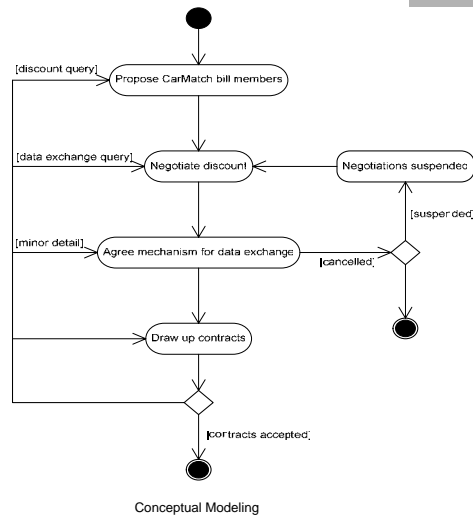 [discount query]
Propose CarMatch bill members
[data exchange query]
Negotiate discount
Negotiations suspended
[suspended]
[minor detail]
Agree mechanism for data exchange
[cancelled]
Draw up contracts
[contracts accepted]
Conceptual Modeling